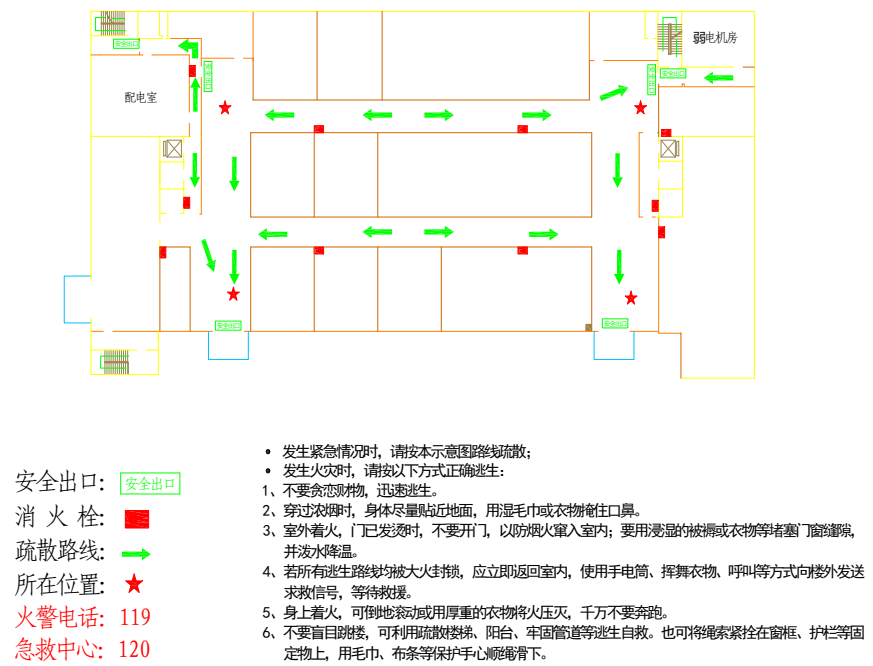 弱电机房
安全出口
安全出口
安全出口
安全出口
配电室
安全出口
安全出口
• 发生紧急情况时，请按本示意图路线疏散；
• 发生火灾时，请按以下方式正确逃生：
1、不要贪恋财物，迅速逃生。
2、穿过浓烟时，身体尽量贴近地面，用湿毛巾或衣物掩住口鼻。
3、室外着火，门已发烫时，不要开门，以防烟火窜入室内；要用浸湿的被褥或衣物等堵塞门窗缝隙，
并泼水降温。
4、若所有逃生路线均被大火封锁，应立即返回室内，使用手电筒、挥舞衣物、呼叫等方式向楼外发送
求救信号，等待救援。
5、身上着火，可倒地滚动或用厚重的衣物将火压灭，千万不要奔跑。
6、不要盲目跳楼，可利用疏散楼梯、阳台、牢固管道等逃生自救。也可将绳索紧拴在窗框、护栏等固
定物上，用毛巾、布条等保护手心顺绳滑下。
安全出口：安全出口
消 火 栓：
疏散路线：
所在位置：
火警电话：119
急救中心：120